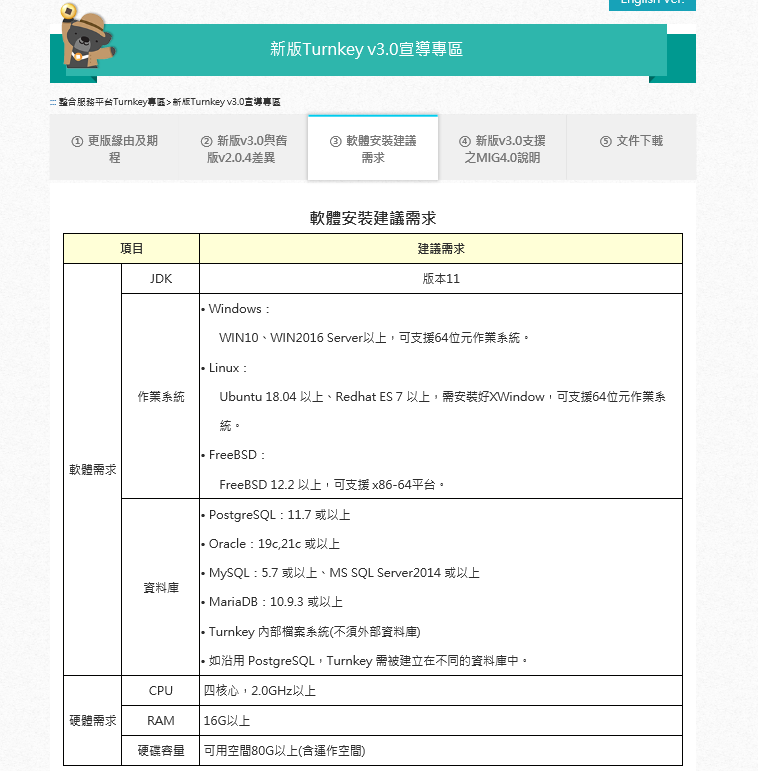 English Ver.
新版Turnkey v3.0宣導專區
::: 整合服務平台Turnkey專區>新版Turnkey v3.0宣導專區
① 更版緣由及期
程
② 新版v3.0與舊
版v2.0.4差異
③ 軟體安裝建議
需求
④ 新版v3.0支援
之MIG4.0說明
⑤ 文件下載
軟體安裝建議需求
項目 建議需求
軟體需求
JDK 版本11
作業系統
• Windows：
WIN10、WIN2016 Server以上，可支援64位元作業系統。
• Linux：
Ubuntu 18.04 以上、Redhat ES 7 以上，需安裝好XWindow，可支援64位元作業系
統。
• FreeBSD：
FreeBSD 12.2 以上，可支援 x86-64平台。
資料庫
• PostgreSQL：11.7 或以上
• Oracle：19c,21c 或以上
• MySQL：5.7 或以上、MS SQL Server2014 或以上
• MariaDB：10.9.3 或以上
• Turnkey 內部檔案系統(不須外部資料庫)
• 如沿用 PostgreSQL，Turnkey 需被建立在不同的資料庫中。
硬體需求
CPU 四核心，2.0GHz以上
RAM 16G以上
硬碟容量 可用空間80G以上(含運作空間)